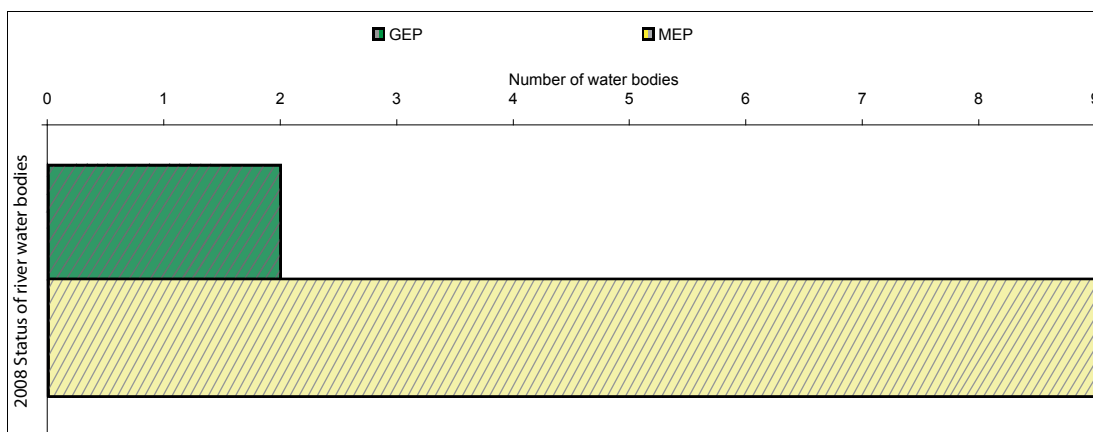 GEP MEP
Number of water bodies
0 1 2 3 4 5 6 7 8 9
2008 Status of river water bodies